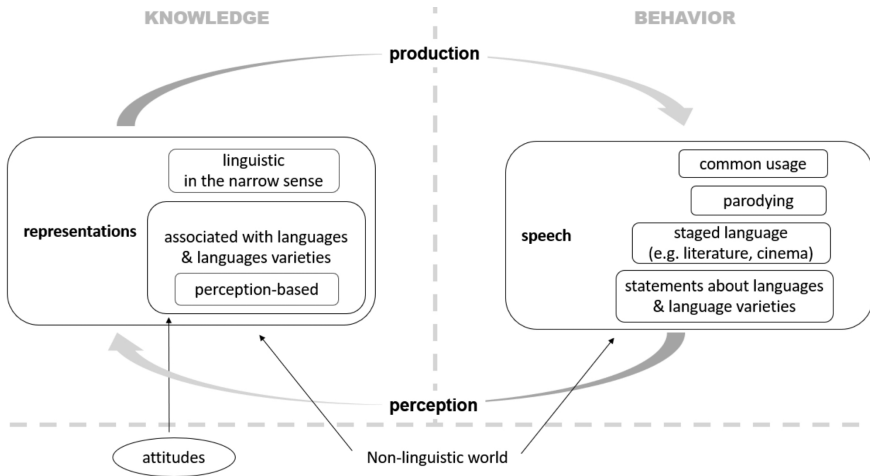 KNOWLEDGE
BEHAVIOR
production
linguistic
in the narrow sense
representations
associated with languages
& languages varieties
perception-based
common usage
parodying
speech
staged language
(e.g. literature, cinema)
statements about languages
& language varieties
perception
attitudes
Non-linguistic world